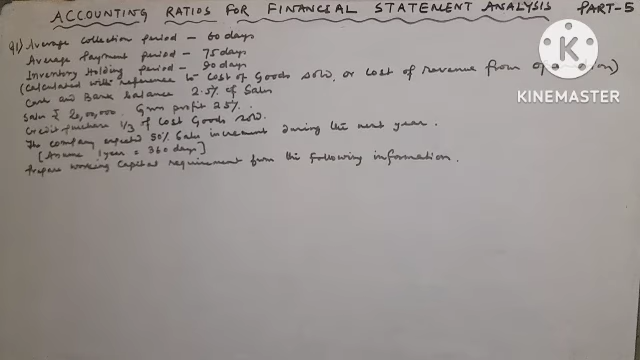 ACCOUNTING RATIOS FOR FINANCIAL STATEMENT ANALYSIS PART-5
Q1) Average collection period - 60 days
Average Payment period - 75 days
Inventory Holding period - 90 days
(Calculated with reference to cost of Goods sold, or cost of revenue from operation)
Cash and Bank balance 2.5% of Sales
Sales ₹ 20,00,000. Gross profit 25%.
Credit purchase 1/3 of cost Goods sold.
The company expected 50% Sales increment during the next year.
[Assume 1 year = 360 days]
Prepare working capital requirement from the following information.
K
KINEMASTER